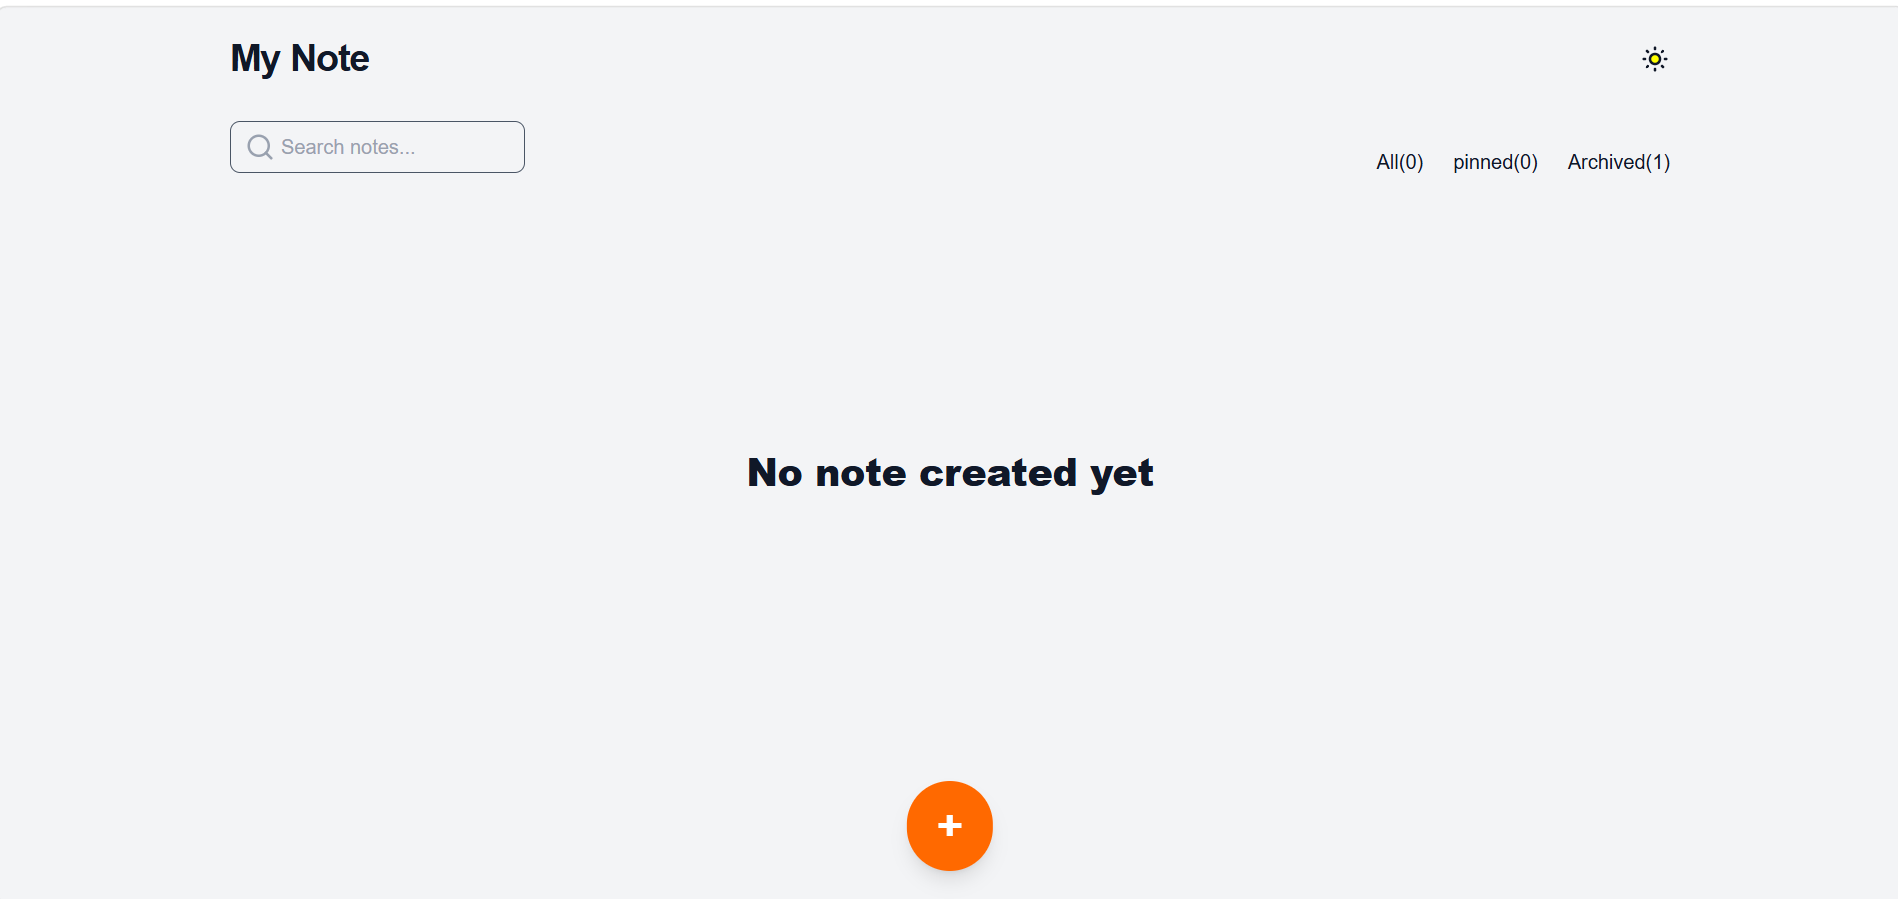 My Note
Search notes...
All(0) pinned(0) Archived(1)
No note created yet
+